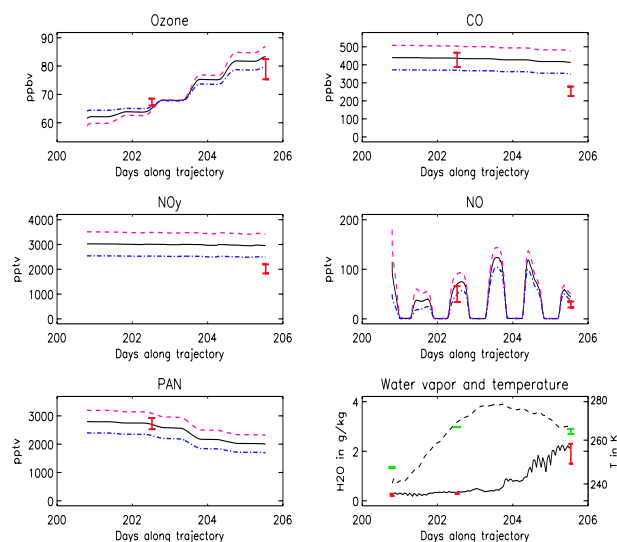 Ozone
90
80
70
60
ppbv
200 202 204 206
Days along trajectory
CO
500
400
300
200
100
0
ppbv
200 202 204 206
Days along trajectory
NOy
4000
3000
2000
1000
0
pptv
200 202 204 206
Days along trajectory
NO
200
100
0
pptv
200 202 204 206
Days along trajectory
PAN
3000
2000
1000
0
pptv
200 202 204 206
Days along trajectory
Water vapor and temperature
4
2
0
H2O in g/kg
280
260
240
T in K
200 202 204 206
Days along trajectory